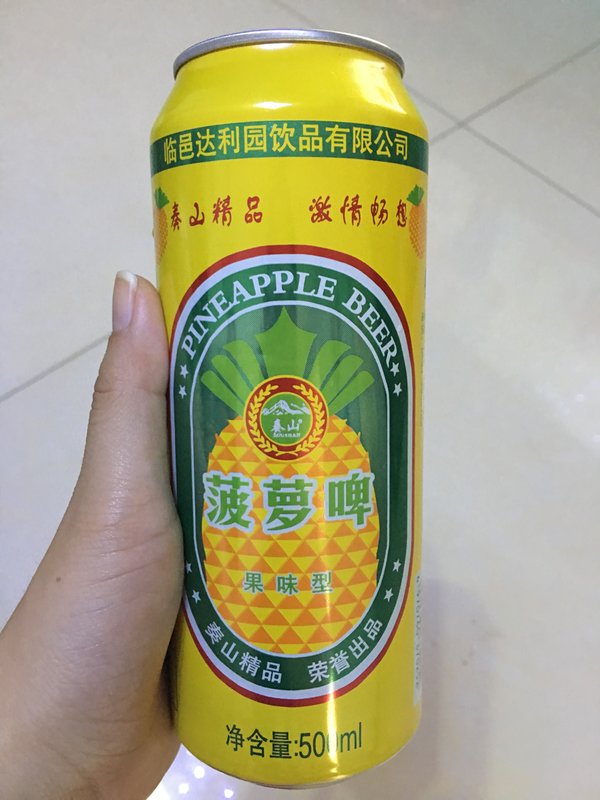 临邑达利园饮品有限公司
奏山精品 激情畅想
★ ★ PINEAPPLE BEER ★ ★
奏山
菠萝啤
果味型
奏山精品 荣誉出品
净含量:500ml